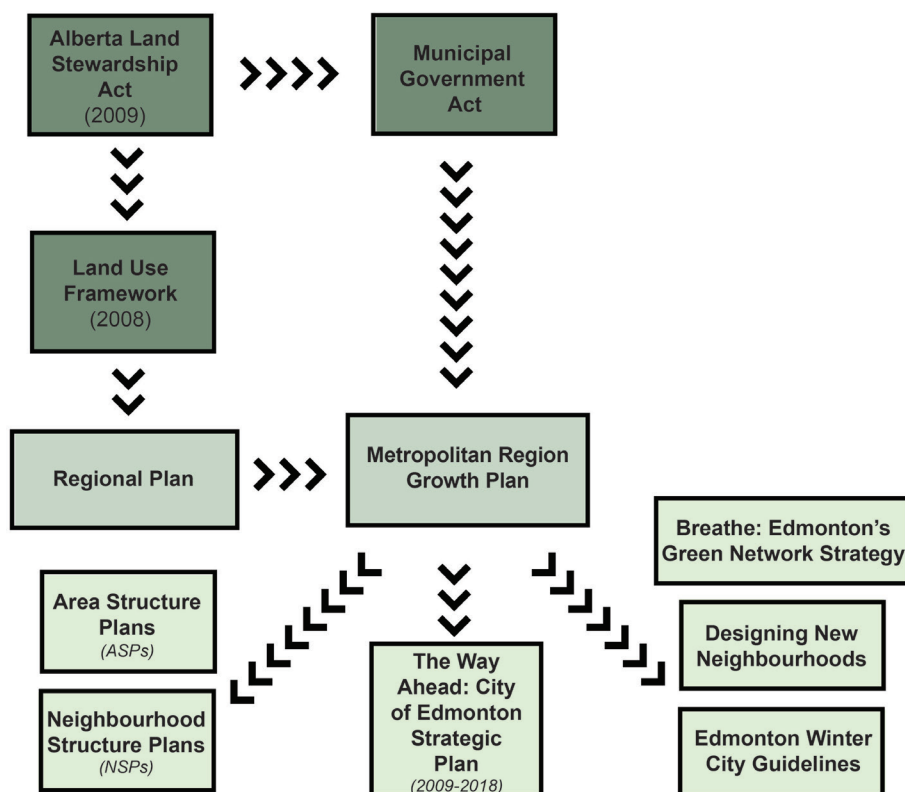 Alberta Land
Stewardship
Act
(2009)
Municipal
Government
Act
Land Use
Framework
(2008)
Regional Plan
Metropolitan Region
Growth Plan
Breathe: Edmonton's
Green Network Strategy
Area Structure
Plans
(ASPs)
Designing New
Neighbourhoods
The Way
Ahead: City
of Edmonton
Strategic
Plan
(2009-2018)
Neighbourhood
Structure Plans
(NSPs)
Edmonton Winter
City Guidelines